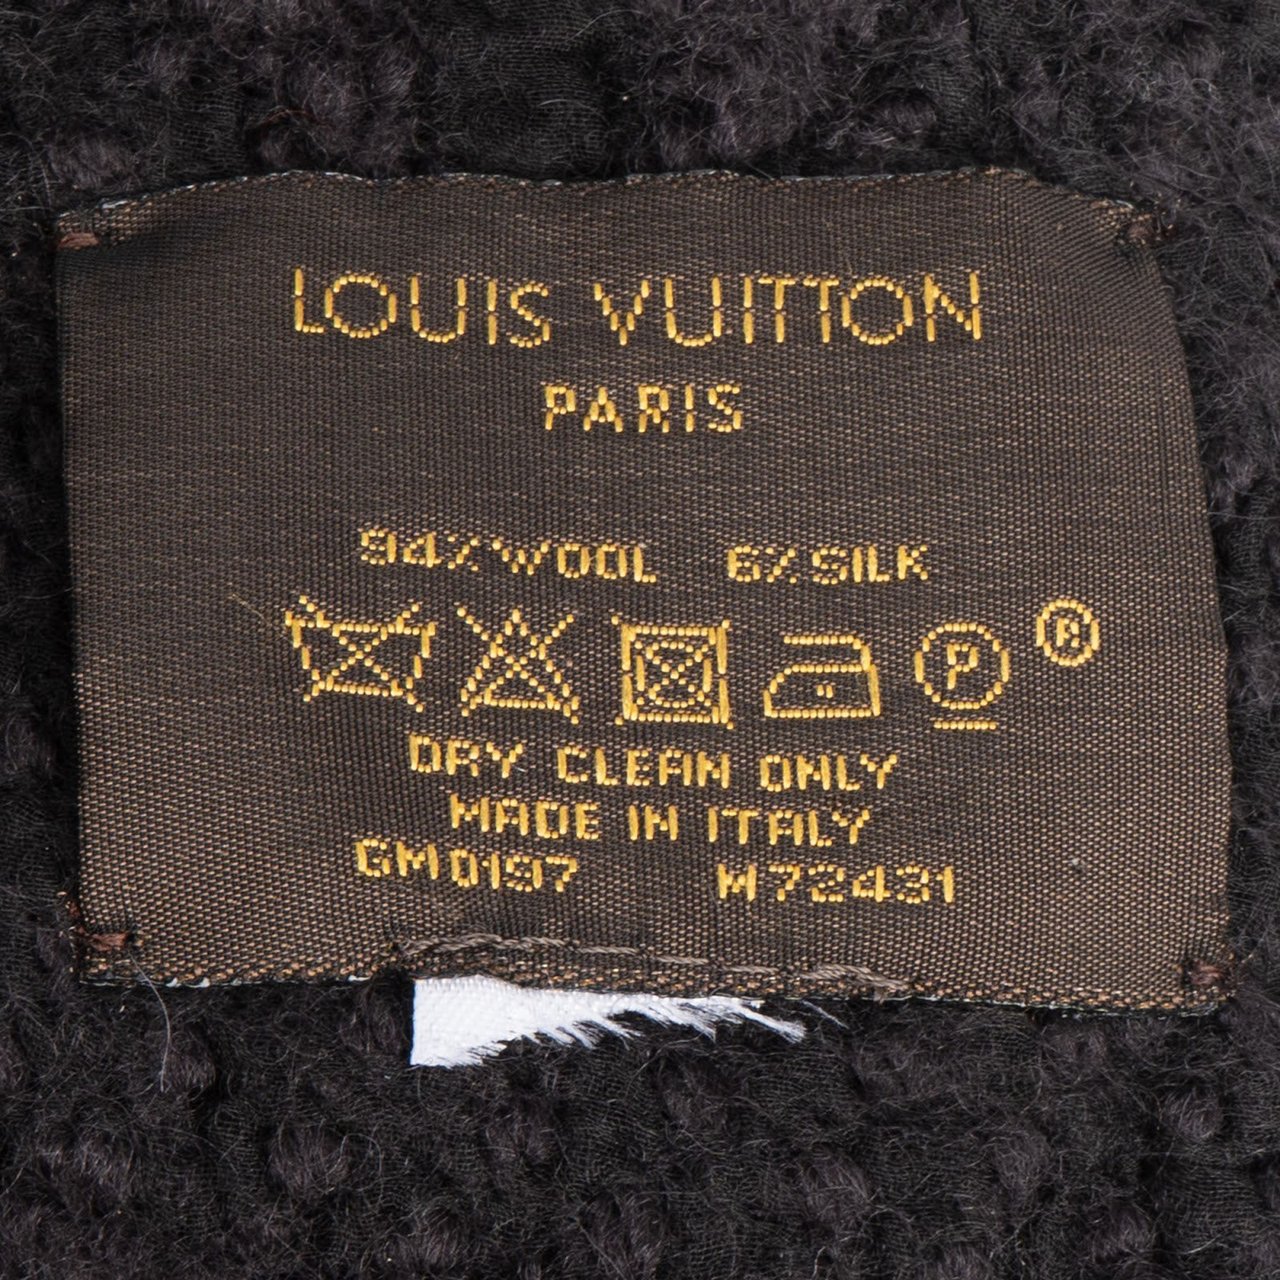 LOUIS VUITTON
PARIS
94% WOOL 6% SILK
P ®
DRY CLEAN ONLY
MADE IN ITALY
GM0197 M72431